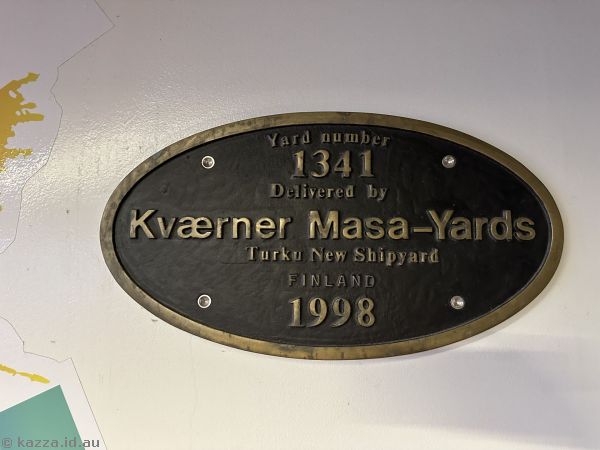 Yard number
1341
Delivered by
Kværner Masa-Yards
Turku New Shipyard
FINLAND
1998
© kazza.id.au